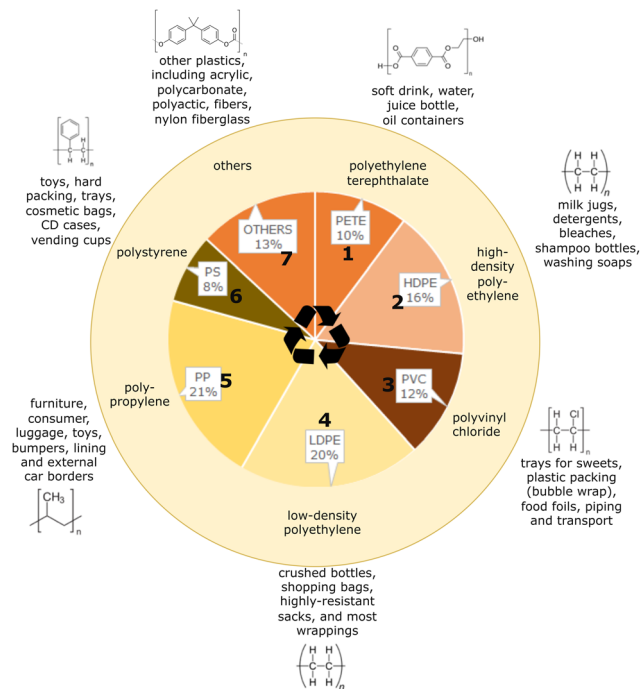 other plastics,
including acrylic,
polycarbonate,
polyactic, fibers,
nylon fiberglass
soft drink, water,
juice bottle,
oil containers
toys, hard
packing, trays,
cosmetic bags,
CD cases,
vending cups
milk jugs,
detergents,
bleaches,
shampoo bottles,
washing soaps
furniture,
consumer,
luggage, toys,
bumpers, lining
and external
car borders
trays for sweets,
plastic packing
(bubble wrap),
food foils, piping
and transport
crushed bottles,
shopping bags,
highly-resistant
sacks, and most
wrappings
others
polyethylene
terephthalate
high-
density
poly-
ethylene
polyvinyl
chloride
low-density
polyethylene
poly-
propylene
polystyrene
OTHERS
13%
7
PETE
10%
1
HDPE
16%
2
PVC
12%
3
LDPE
20%
4
PP
21%
5
PS
8%
6
O
O
O
n
O
O
O
OH
H
O
n
C
C
H
H
H
n
H
H
C
C
H
H
n
H
Cl
C
C
H
H
n
CH3
n
H
H
C
C
H
H
n